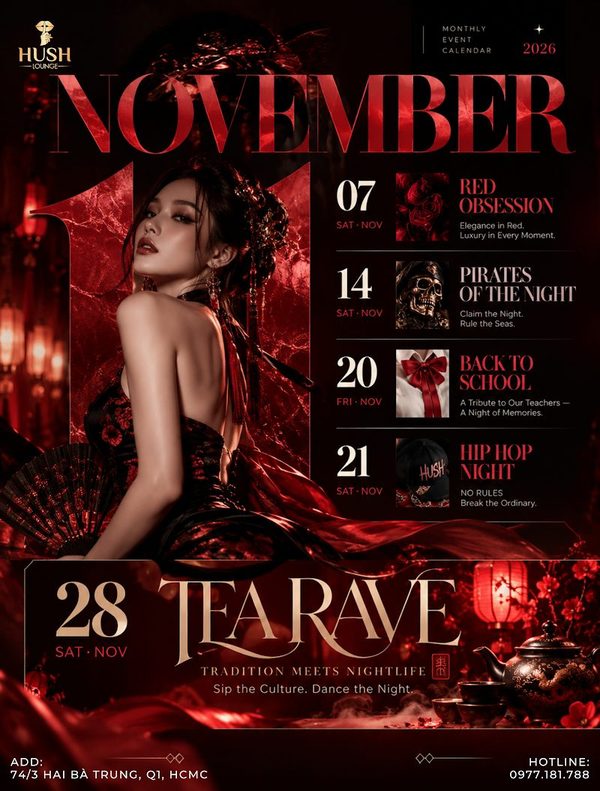 HUSH
LOUNGE
MONTHLY
EVENT
CALENDAR
2026
NOVEMBER
11
07
SAT · NOV
RED
OBSESSION
Elegance in Red.
Luxury in Every Moment.
14
SAT · NOV
PIRATES
OF THE NIGHT
Claim the Night.
Rule the Seas.
20
FRI · NOV
BACK TO
SCHOOL
A Tribute to Our Teachers —
A Night of Memories.
21
SAT · NOV
HUSH
HIP HOP
NIGHT
NO RULES
Break the Ordinary.
28
SAT · NOV
TEA RAVE
TRADITION MEETS NIGHTLIFE
Sip the Culture. Dance the Night.
ADD:
74/3 HAI BÀ TRUNG, Q1, HCMC
HOTLINE:
0977.181.788